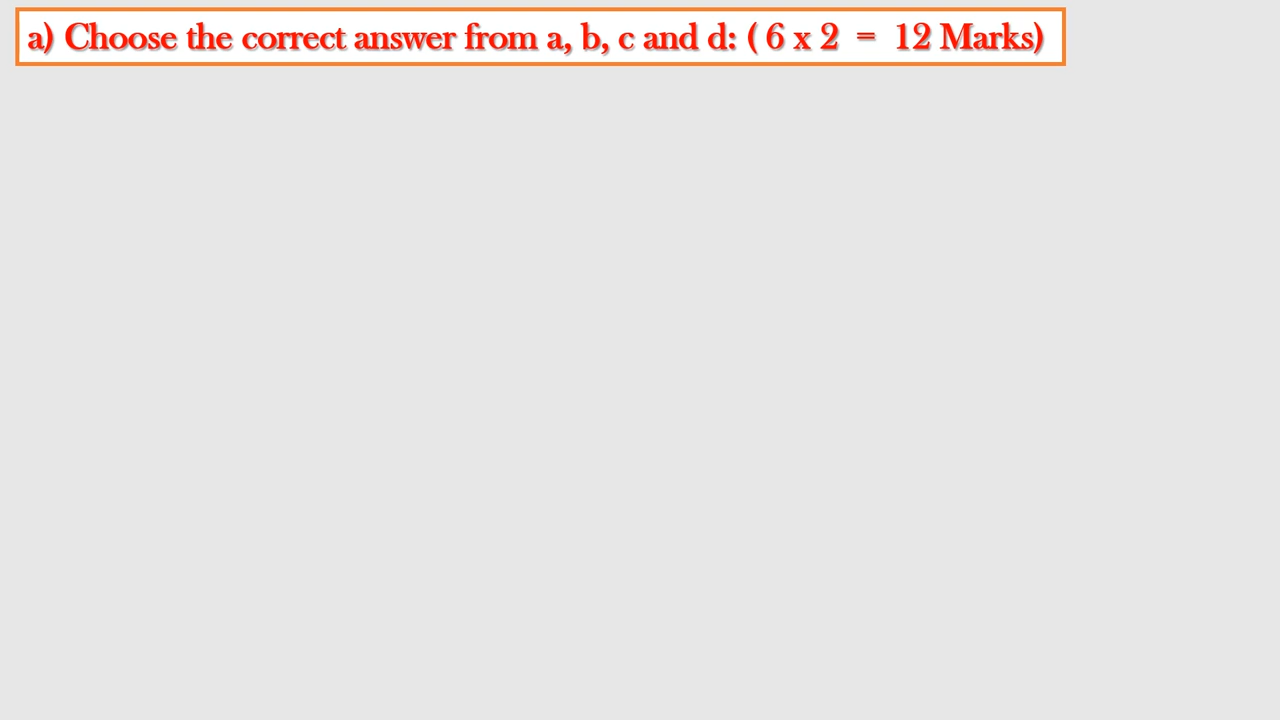 a) Choose the correct answer from a, b, c and d: ( 6 x 2 = 12 Marks)